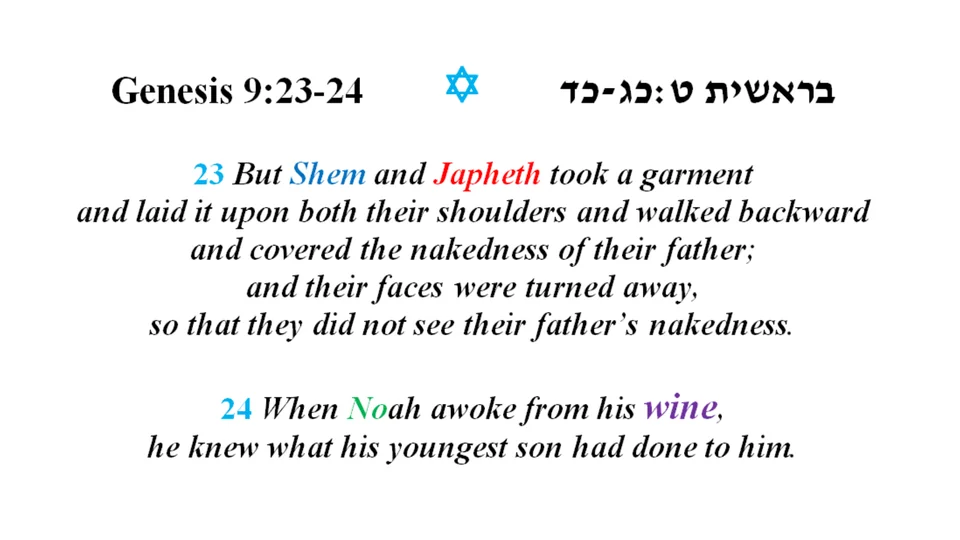 Genesis 9:23-24 ✡ בראשית ט:כג-כד
23 But Shem and Japheth took a garment
and laid it upon both their shoulders and walked backward
and covered the nakedness of their father;
and their faces were turned away,
so that they did not see their father’s nakedness.
24 When Noah awoke from his wine,
he knew what his youngest son had done to him.